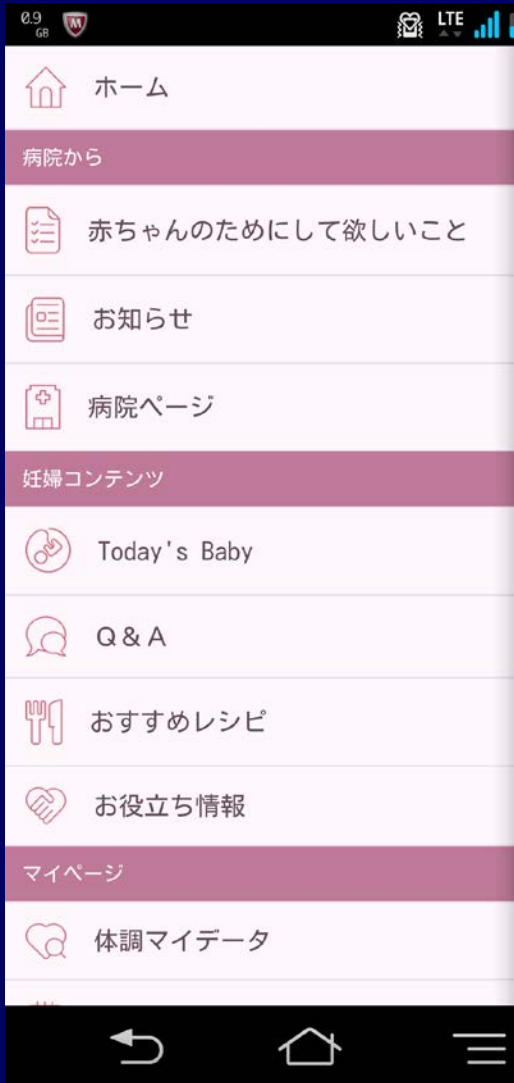 0.9
GB
LTE
ホーム
病院から
赤ちゃんのためにして欲しいこと
お知らせ
病院ページ
妊婦コンテンツ
Today's Baby
Q&A
おすすめレシピ
お役立ち情報
マイページ
体調マイデータ